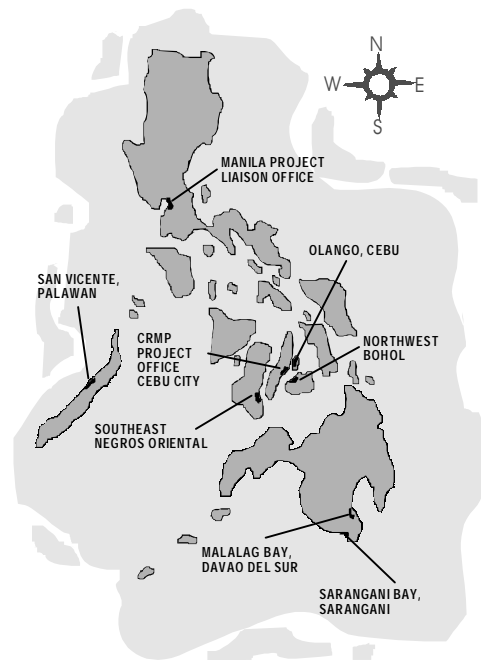 N
W
E
S
MANILA PROJECT
LIAISON OFFICE
OLANGO, CEBU
SAN VICENTE,
PALAWAN
CRMP
PROJECT
OFFICE
CEBU CITY
NORTHWEST
BOHOL
SOUTHEAST
NEGROS ORIENTAL
MALALAG BAY,
DAVAO DEL SUR
SARANGANI BAY,
SARANGANI